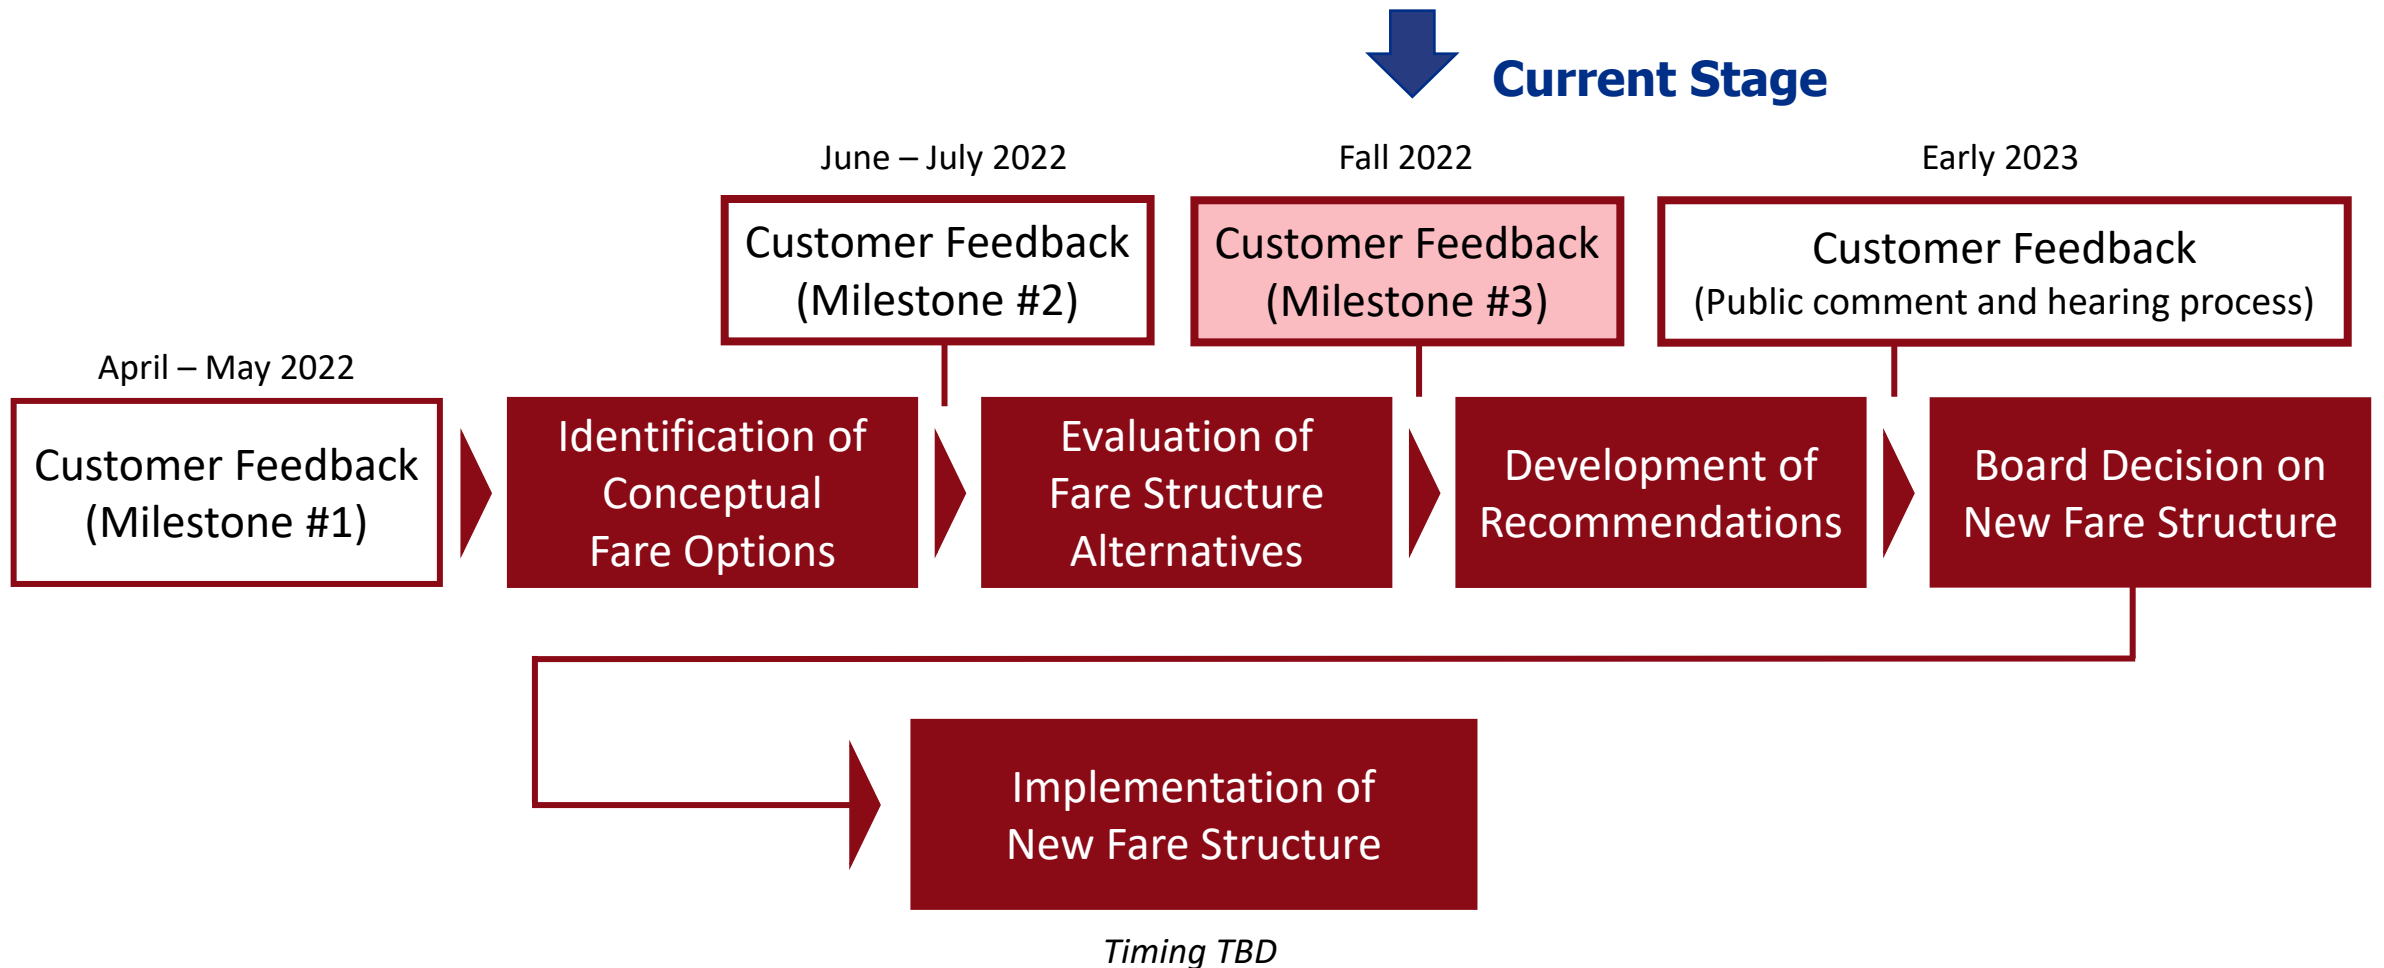 Current Stage
June – July 2022
Fall 2022
Early 2023
Customer Feedback
(Milestone #2)
Customer Feedback
(Milestone #3)
Customer Feedback
(Public comment and hearing process)
April – May 2022
Customer Feedback
(Milestone #1)
Identification of
Conceptual
Fare Options
Evaluation of
Fare Structure
Alternatives
Development of
Recommendations
Board Decision on
New Fare Structure
Implementation of
New Fare Structure
Timing TBD